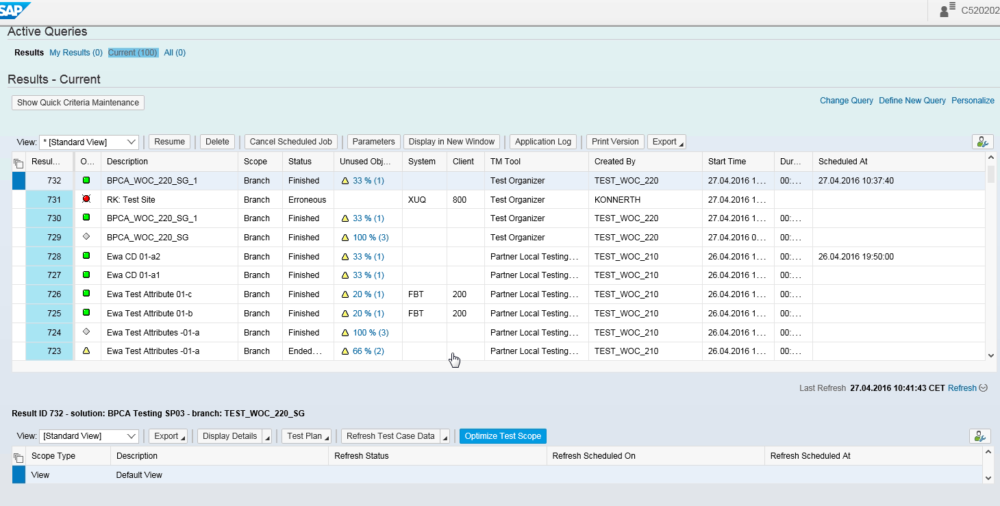 SAP C520202
Active Queries
Results My Results (0) Current (100) All (0)
Results - Current
Show Quick Criteria Maintenance Change Query Define New Query Personalize
View: * [Standard View] Resume Delete Cancel Scheduled Job Parameters Display in New Window Application Log Print Version Export
Resul... O... Description Scope Status Unused Obj... System Client TM Tool Created By Start Time Dur... Scheduled At
732 BPCA_WOC_220_SG_1 Branch Finished 33 % (1) Test Organizer TEST_WOC_220 27.04.2016 1... 00:... 27.04.2016 10:37:40
731 RK: Test Site Branch Erroneous XUQ 800 Test Organizer KONNERTH 27.04.2016 1...
730 BPCA_WOC_220_SG_1 Branch Finished 33 % (1) Test Organizer TEST_WOC_220 27.04.2016 1... 00:...
729 BPCA_WOC_220_SG Branch Finished 100 % (3) Test Organizer TEST_WOC_220 27.04.2016 0... 00:...
728 Ewa CD 01-a2 Branch Finished 33 % (1) Partner Local Testing... TEST_WOC_210 26.04.2016 1... 00:... 26.04.2016 19:50:00
727 Ewa CD 01-a1 Branch Finished 33 % (1) Partner Local Testing... TEST_WOC_210 26.04.2016 1... 00:...
726 Ewa Test Attribute 01-c Branch Finished 20 % (1) FBT 200 Partner Local Testing... TEST_WOC_210 26.04.2016 1... 00:...
725 Ewa Test Attribute 01-b Branch Finished 20 % (1) FBT 200 Partner Local Testing... TEST_WOC_210 26.04.2016 1... 00:...
724 Ewa Test Attributes -01-a Branch Finished 100 % (3) Partner Local Testing... TEST_WOC_210 26.04.2016 1... 00:...
723 Ewa Test Attributes -01-a Branch Ended... 66 % (2) Partner Local Testing... TEST_WOC_210 26.04.2016 1... 00:...
Last Refresh 27.04.2016 10:41:43 CET Refresh
Result ID 732 - solution: BPCA Testing SP03 - branch: TEST_WOC_220_SG
View: [Standard View] Export Display Details Test Plan Refresh Test Case Data Optimize Test Scope
Scope Type Description Refresh Status Refresh Scheduled On Refresh Scheduled At
View Default View